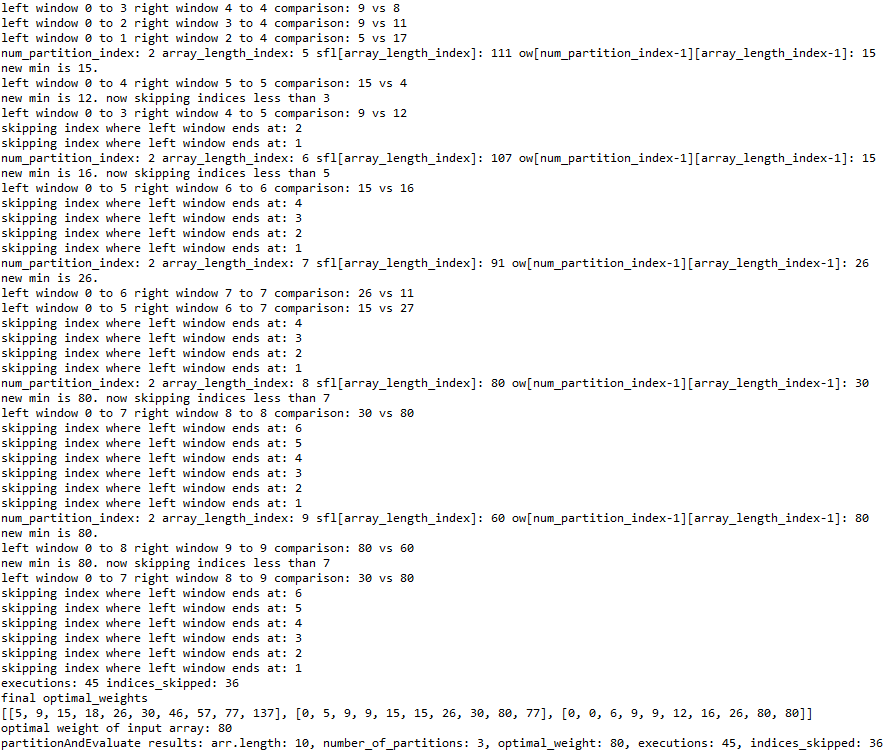 left window 0 to 3 right window 4 to 4 comparison: 9 vs 8
left window 0 to 2 right window 3 to 4 comparison: 9 vs 11
left window 0 to 1 right window 2 to 4 comparison: 5 vs 17
num_partition_index: 2 array_length_index: 5 sfl[array_length_index]: 111 ow[num_partition_index-1][array_length_index-1]: 15
new min is 15.
left window 0 to 4 right window 5 to 5 comparison: 15 vs 4
new min is 12. now skipping indices less than 3
left window 0 to 3 right window 4 to 5 comparison: 9 vs 12
skipping index where left window ends at: 2
skipping index where left window ends at: 1
num_partition_index: 2 array_length_index: 6 sfl[array_length_index]: 107 ow[num_partition_index-1][array_length_index-1]: 15
new min is 16. now skipping indices less than 5
left window 0 to 5 right window 6 to 6 comparison: 15 vs 16
skipping index where left window ends at: 4
skipping index where left window ends at: 3
skipping index where left window ends at: 2
skipping index where left window ends at: 1
num_partition_index: 2 array_length_index: 7 sfl[array_length_index]: 91 ow[num_partition_index-1][array_length_index-1]: 26
new min is 26.
left window 0 to 6 right window 7 to 7 comparison: 26 vs 11
left window 0 to 5 right window 6 to 7 comparison: 15 vs 27
skipping index where left window ends at: 4
skipping index where left window ends at: 3
skipping index where left window ends at: 2
skipping index where left window ends at: 1
num_partition_index: 2 array_length_index: 8 sfl[array_length_index]: 80 ow[num_partition_index-1][array_length_index-1]: 30
new min is 80. now skipping indices less than 7
left window 0 to 7 right window 8 to 8 comparison: 30 vs 80
skipping index where left window ends at: 6
skipping index where left window ends at: 5
skipping index where left window ends at: 4
skipping index where left window ends at: 3
skipping index where left window ends at: 2
skipping index where left window ends at: 1
num_partition_index: 2 array_length_index: 9 sfl[array_length_index]: 60 ow[num_partition_index-1][array_length_index-1]: 80
new min is 80.
left window 0 to 8 right window 9 to 9 comparison: 80 vs 60
new min is 80. now skipping indices less than 7
left window 0 to 7 right window 8 to 9 comparison: 30 vs 80
skipping index where left window ends at: 6
skipping index where left window ends at: 5
skipping index where left window ends at: 4
skipping index where left window ends at: 3
skipping index where left window ends at: 2
skipping index where left window ends at: 1
executions: 45 indices_skipped: 36
final optimal_weights
[[5, 9, 15, 18, 26, 30, 46, 57, 77, 137], [0, 5, 9, 9, 15, 15, 26, 30, 80, 77], [0, 0, 6, 9, 9, 12, 16, 26, 80, 80]]
optimal weight of input array: 80
partitionAndEvaluate results: arr.length: 10, number_of_partitions: 3, optimal_weight: 80, executions: 45, indices_skipped: 36